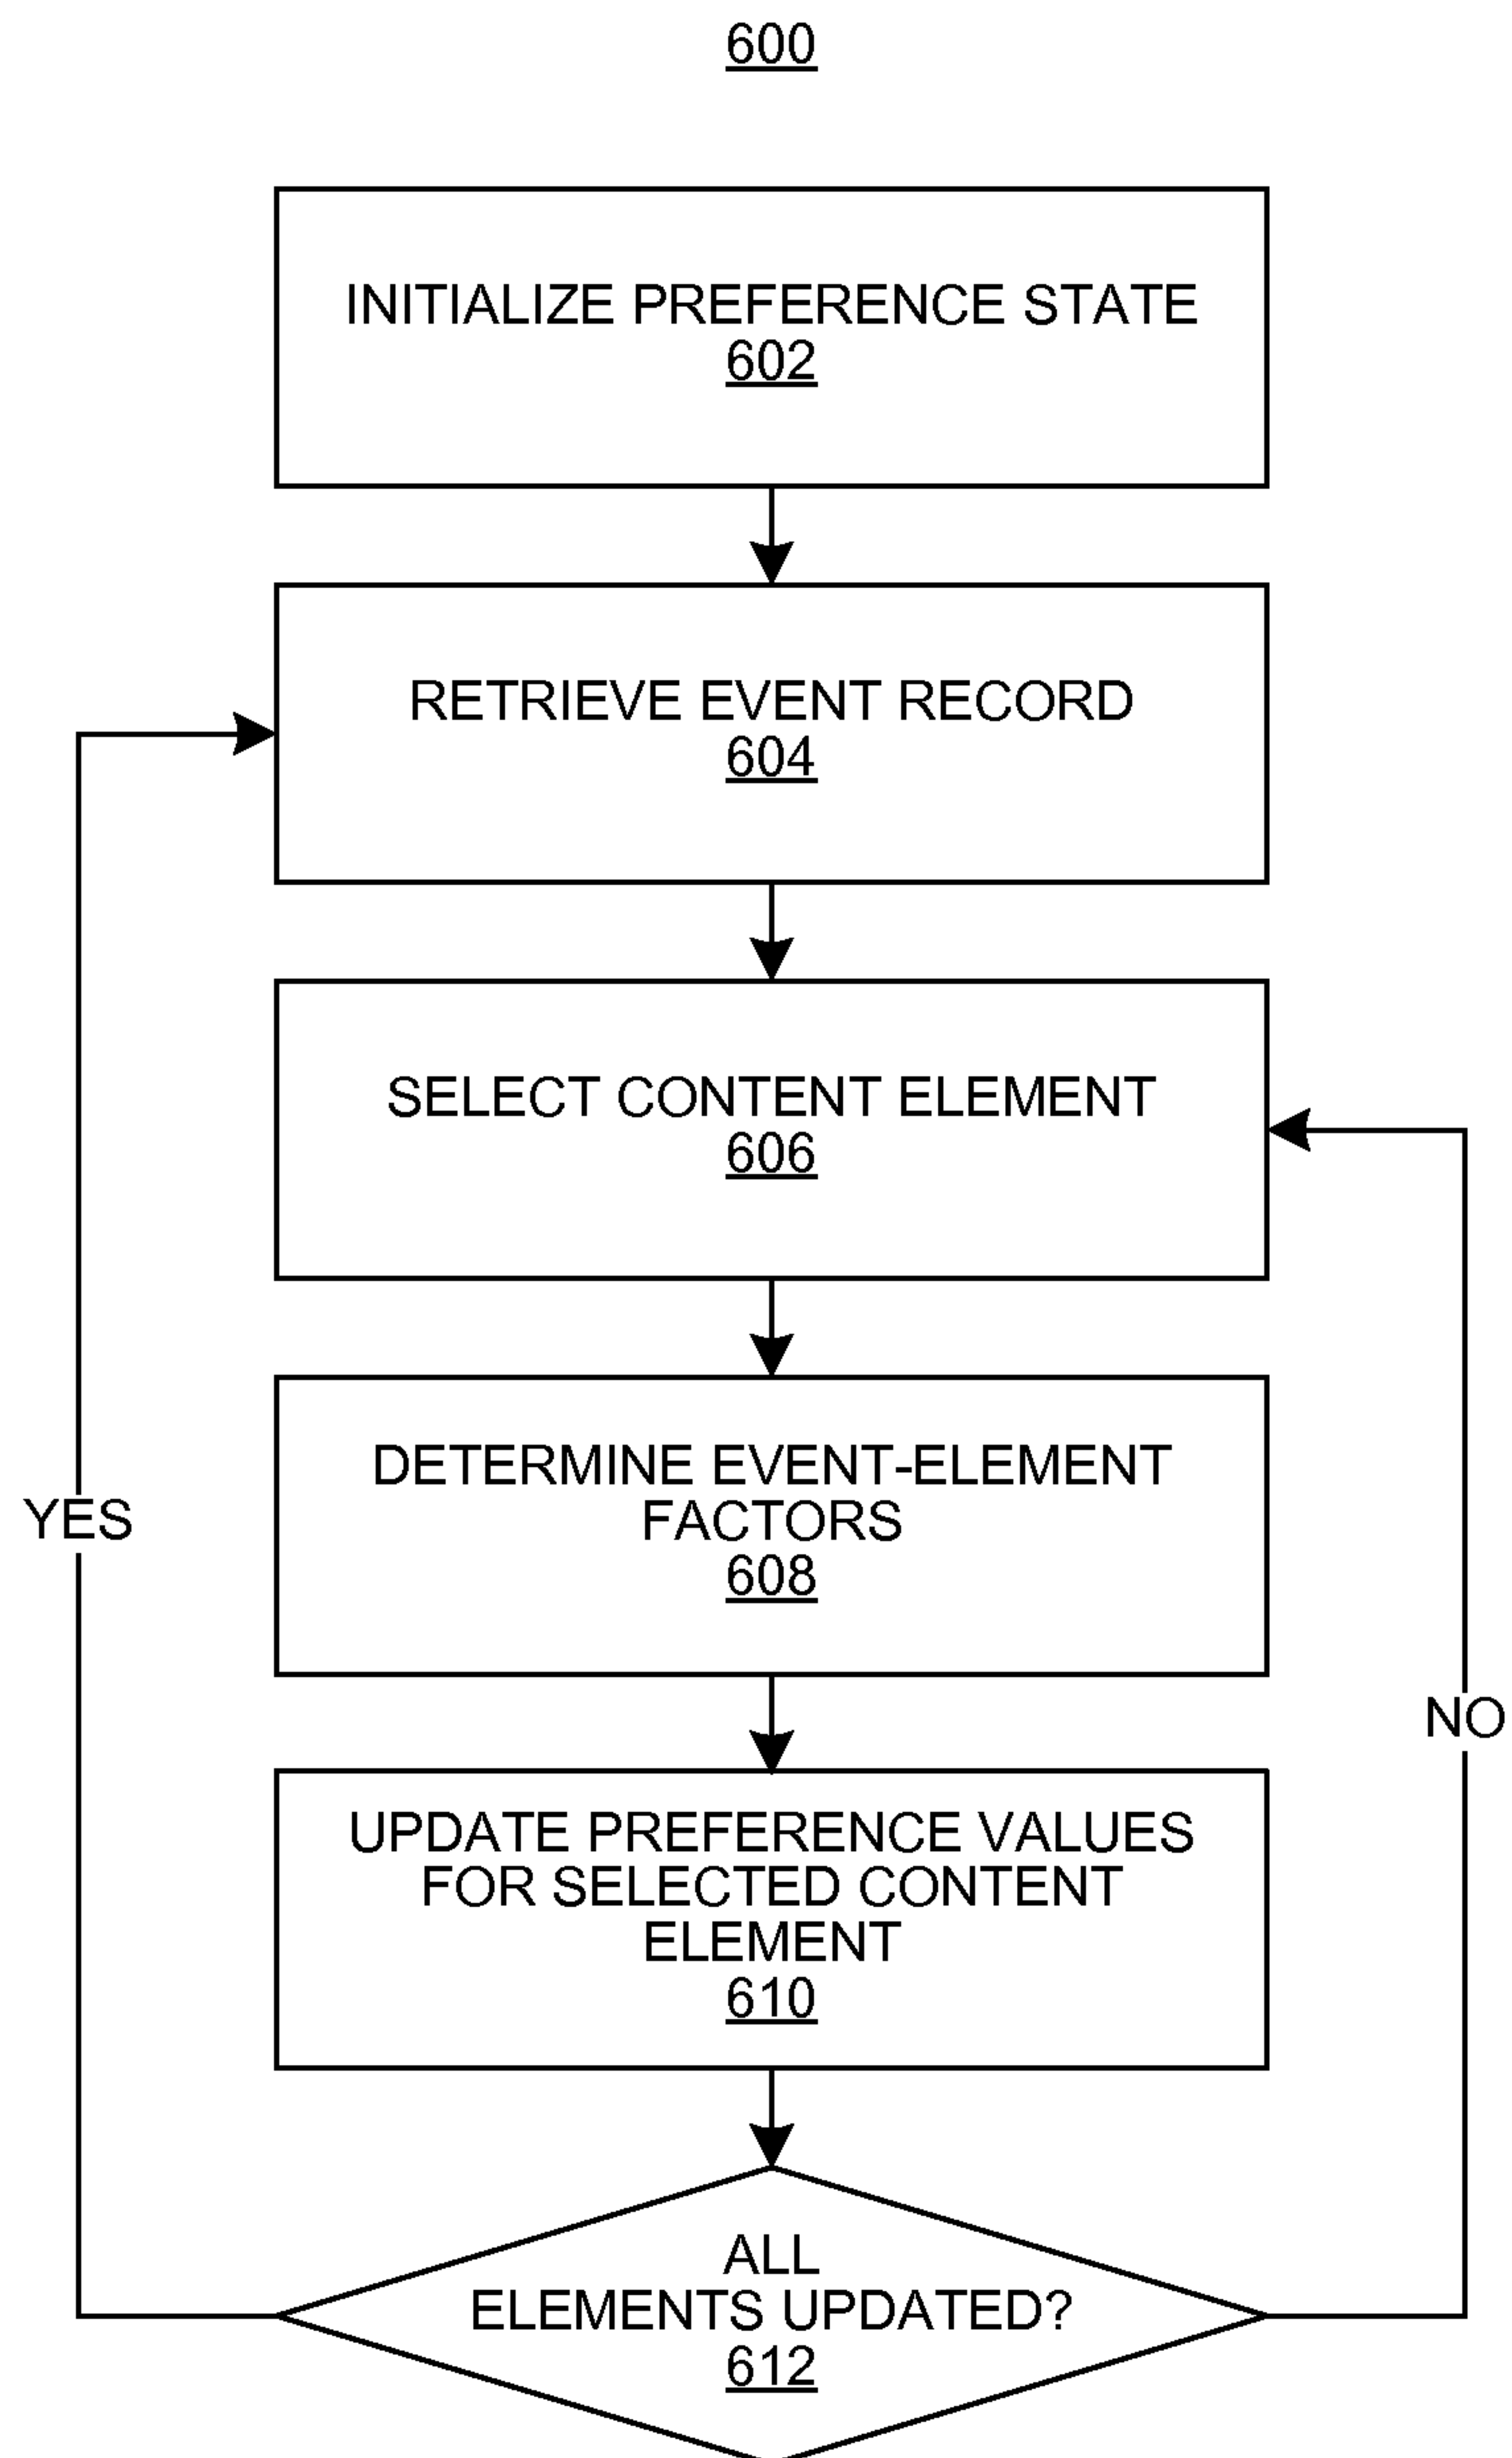 600
INITIALIZE PREFERENCE STATE
602
RETRIEVE EVENT RECORD
604
SELECT CONTENT ELEMENT
606
DETERMINE EVENT-ELEMENT
FACTORS
608
YES
NO
UPDATE PREFERENCE VALUES
FOR SELECTED CONTENT
ELEMENT
610
ALL
ELEMENTS UPDATED?
612